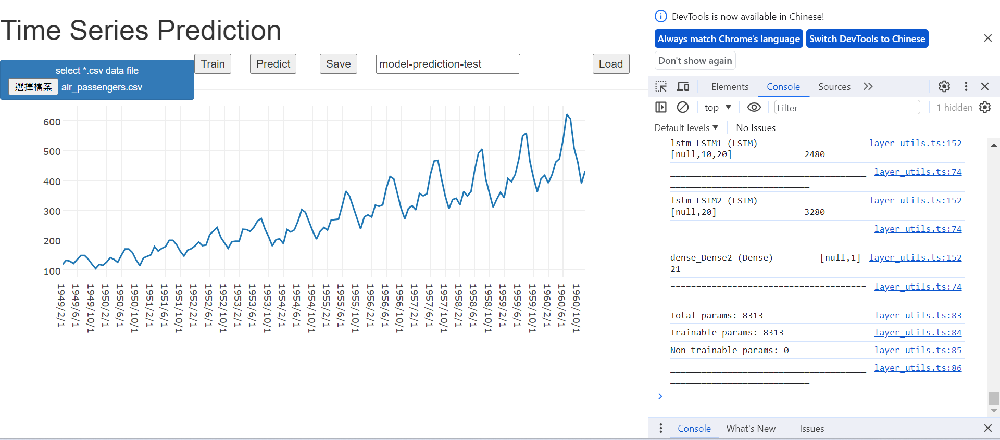 Time Series Prediction
select *.csv data file
選擇檔案 air_passengers.csv
Train
Predict
Save
model-prediction-test
Load
600
500
400
300
200
100
1949/2/1
1949/6/1
1949/10/1
1950/2/1
1950/6/1
1950/10/1
1951/2/1
1951/6/1
1951/10/1
1952/2/1
1952/6/1
1952/10/1
1953/2/1
1953/6/1
1953/10/1
1954/2/1
1954/6/1
1954/10/1
1955/2/1
1955/6/1
1955/10/1
1956/2/1
1956/6/1
1956/10/1
1957/2/1
1957/6/1
1957/10/1
1958/2/1
1958/6/1
1958/10/1
1959/2/1
1959/6/1
1959/10/1
1960/2/1
1960/6/1
1960/10/1
DevTools is now available in Chinese!
Always match Chrome's language
Switch DevTools to Chinese
Don't show again
Elements
Console
Sources
top
Filter
1 hidden
Default levels
No Issues
lstm_LSTM1 (LSTM) layer_utils.ts:152
[null,10,20] 2480
layer_utils.ts:74
lstm_LSTM2 (LSTM) layer_utils.ts:152
[null,20] 3280
layer_utils.ts:74
dense_Dense2 (Dense) [null,1] layer_utils.ts:152
21
====================================== layer_utils.ts:74
===========================
Total params: 8313 layer_utils.ts:83
Trainable params: 8313 layer_utils.ts:84
Non-trainable params: 0 layer_utils.ts:85
layer_utils.ts:86
Console
What's New
Issues